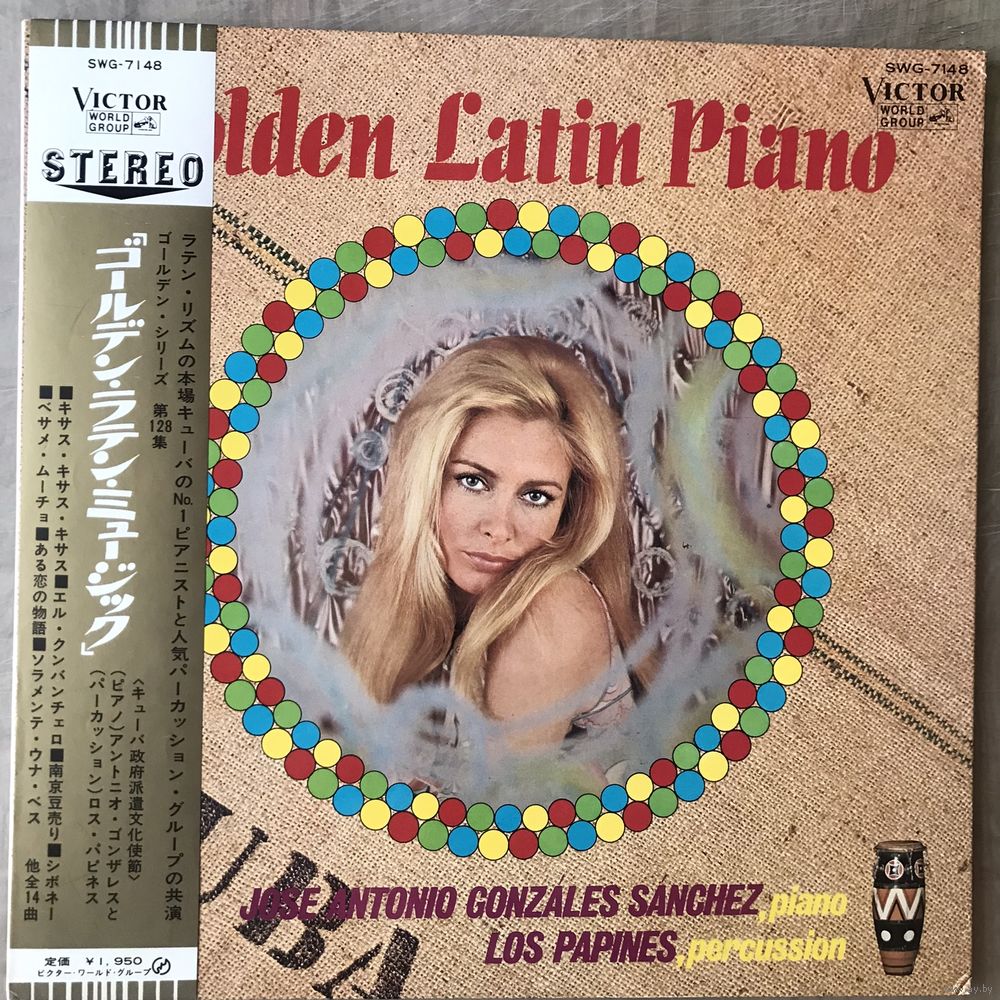 SWG-7148
VICTOR
WORLD
GROUP
STEREO
ラテン・リズムの本場キューバのNo.1ピアニストと人気パーカッション・グループの共演
ゴールデン・シリーズ 第128集
「ゴールデン・ラテン・ミュージック」
〈キューバ政府派遣文化使節〉
(ピアノ)アントニオ・ゴンザレスと
(パーカッション)ロス・パピネス
■キサス・キサス・キサス■エル・クンバンチェロ■南京豆売り■シボネー
■ベサメ・ムーチョ■ある恋の物語■ソラメンテ・ウナ・ベス 他全14曲
定価 ¥1,950
ビクター・ワールド・グループ
SWG-7148
VICTOR
WORLD
GROUP
olden Latin Piano
UBA
JOSE ANTONIO GONZÁLES SÁNCHEZ,piano
LOS PAPINES,percussion
W